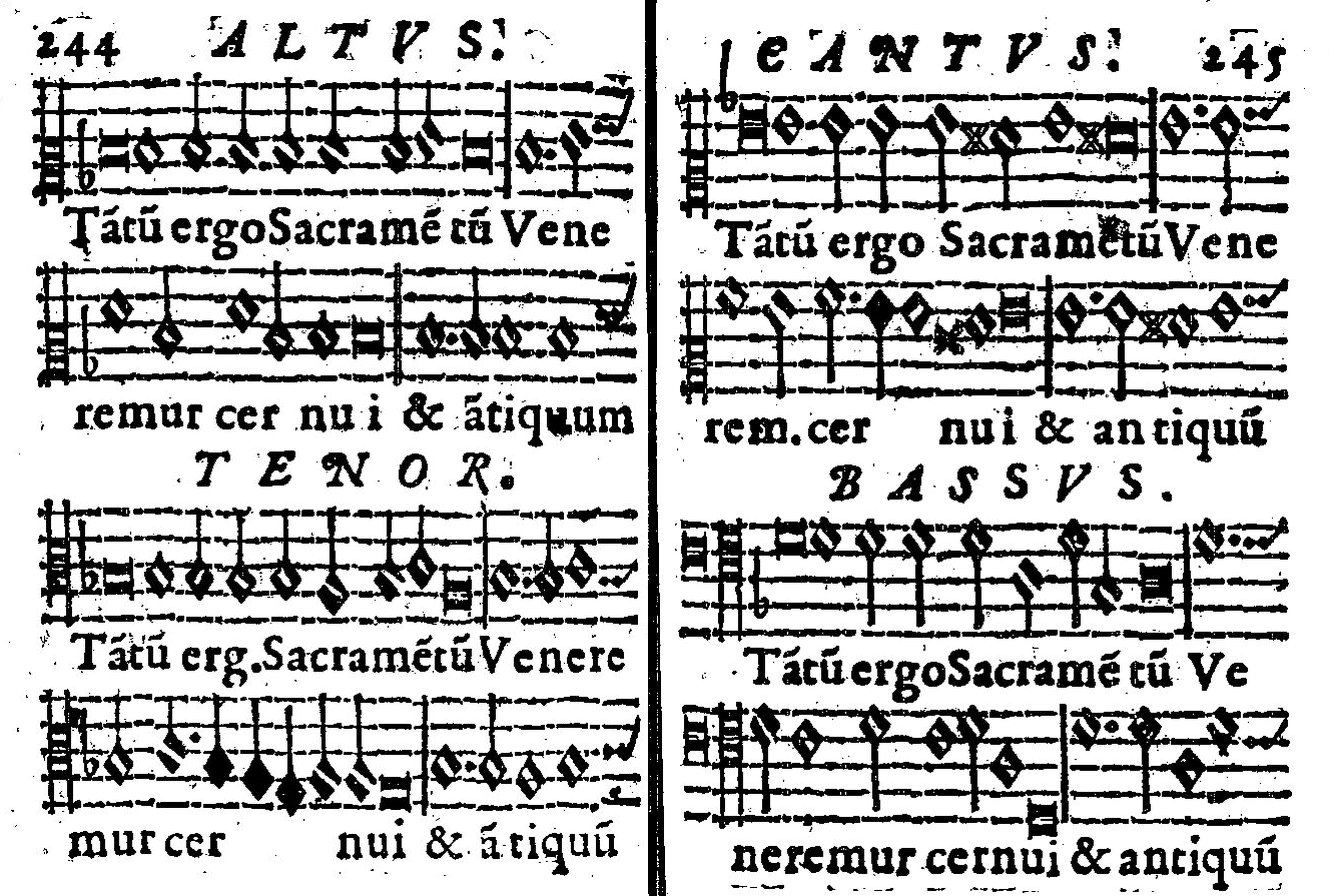 244 ALTVS.
Tãtũ ergo Sacramẽ tũ Vene
remur cer nu i & ãtiquum
TENOR.
Tãtũ erg. Sacramẽtũ Venere
mur cer nui & ã tiquũ
CANTVS. 245
Tãtũ ergo Sacramẽtũ Vene
rem. cer nu i & an tiquũ
BASSVS.
Tãtũ ergo Sacramẽ tũ Ve
neremur cernui & antiquũ